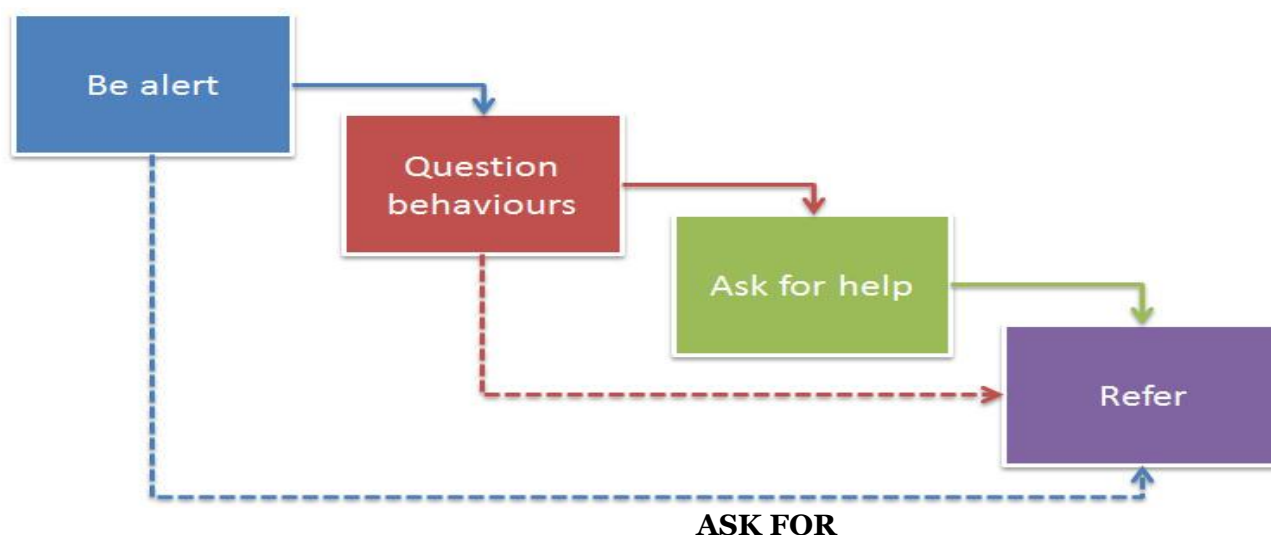 Be alert
Question
behaviours
Ask for help
Refer
ASK FOR